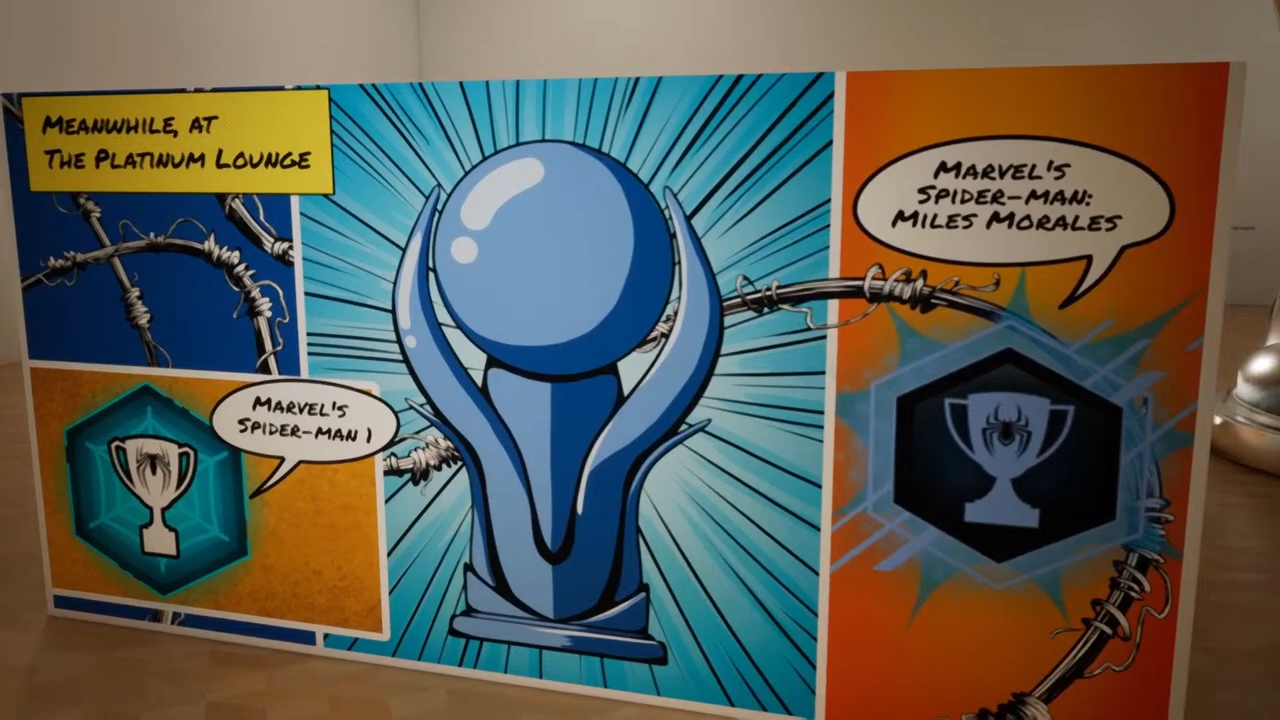 MEANWHILE, AT
THE PLATINUM LOUNGE
MARVEL'S
SPIDER-MAN 1
MARVEL'S
SPIDER-MAN:
MILES MORALES